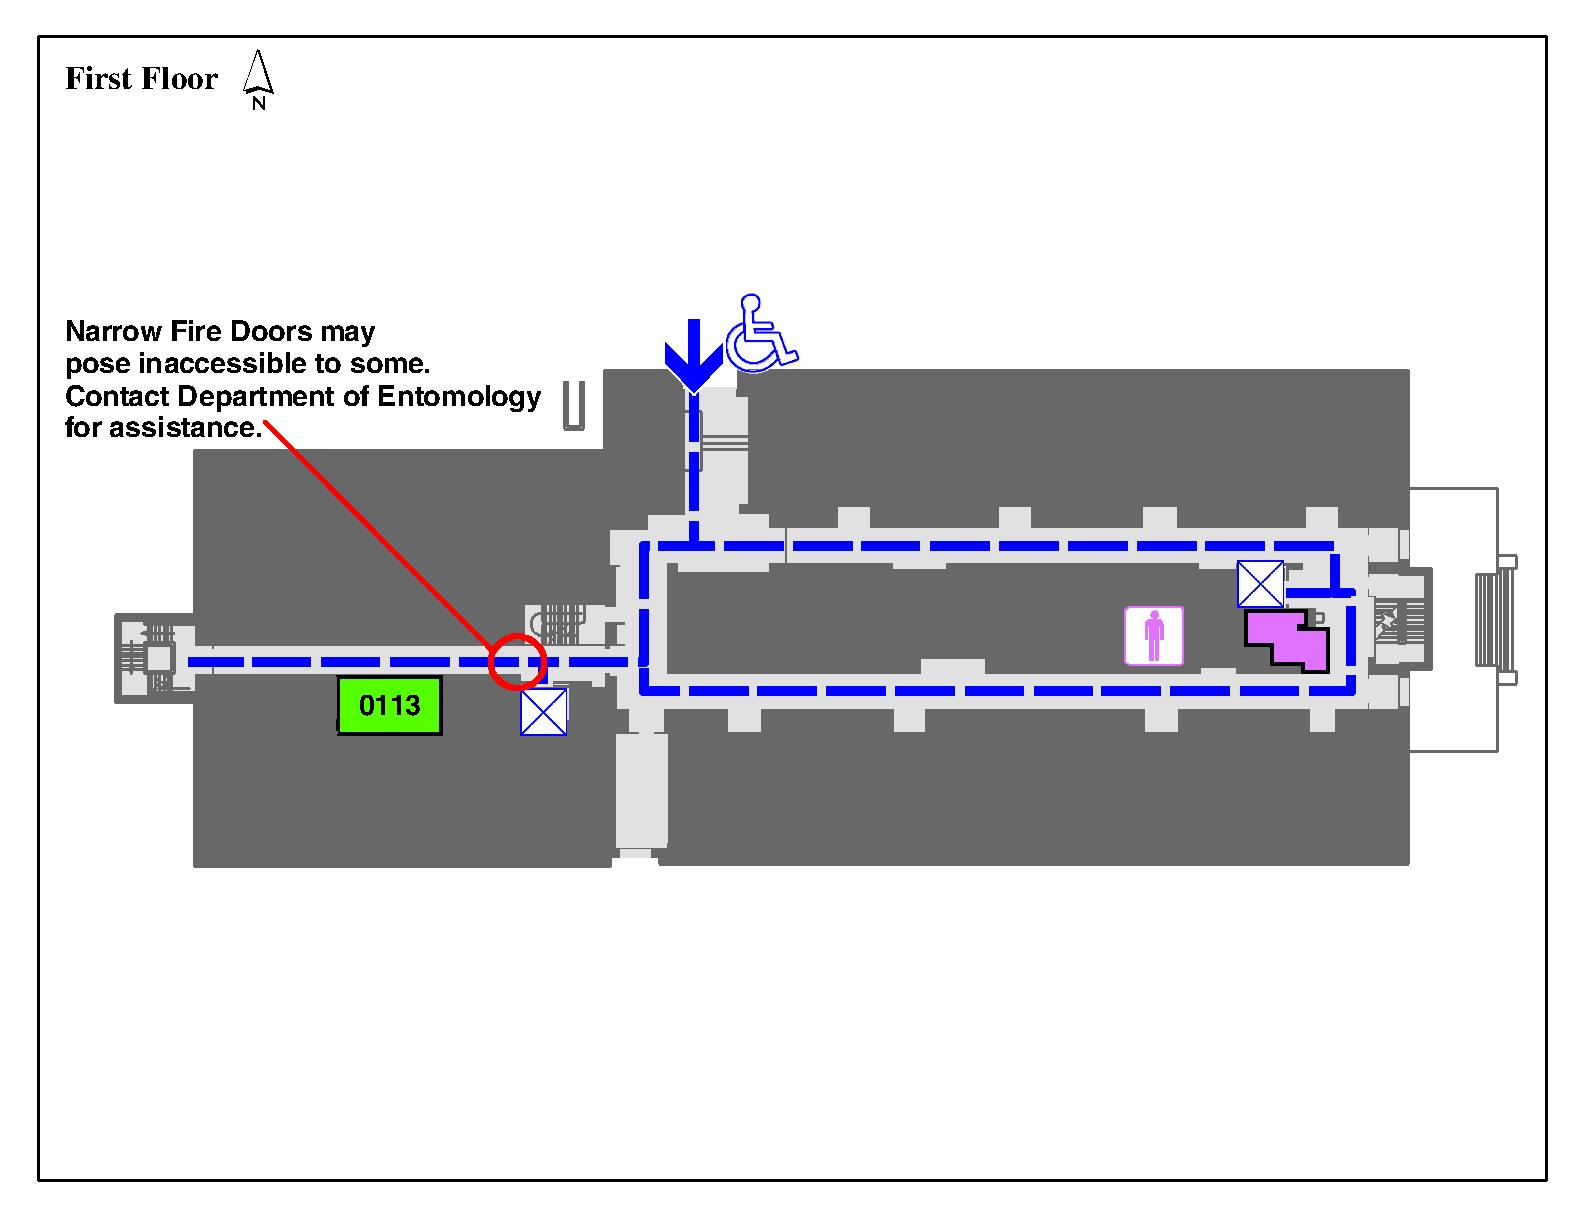 First Floor
N
Narrow Fire Doors may
pose inaccessible to some.
Contact Department of Entomology
for assistance.
0113